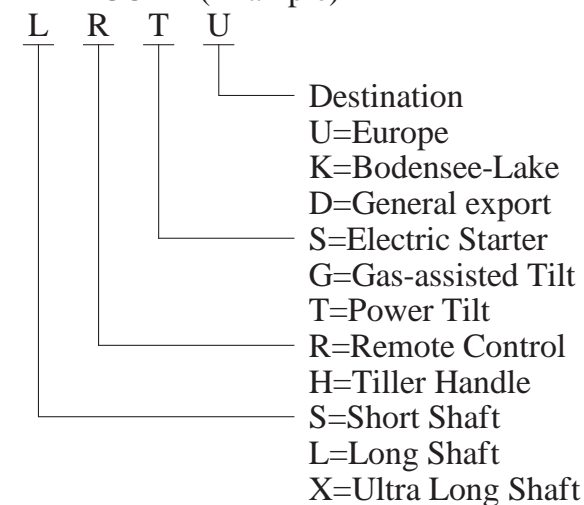 L R T U
Destination
U=Europe
K=Bodensee-Lake
D=General export
S=Electric Starter
G=Gas-assisted Tilt
T=Power Tilt
R=Remote Control
H=Tiller Handle
S=Short Shaft
L=Long Shaft
X=Ultra Long Shaft